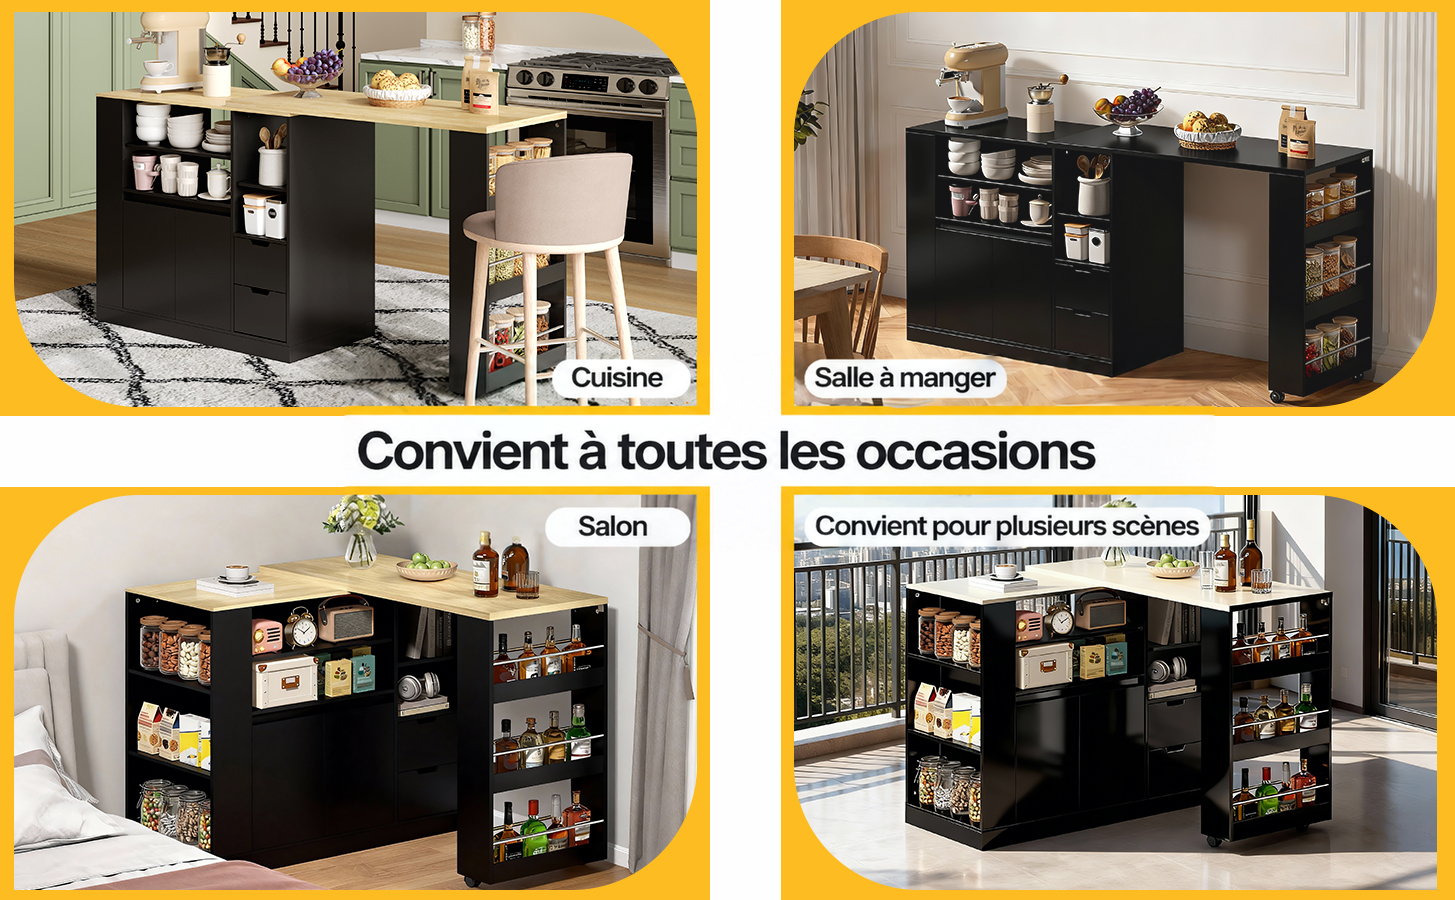 Cuisine
Salle à manger
Convient à toutes les occasions
Salon
Convient pour plusieurs scènes